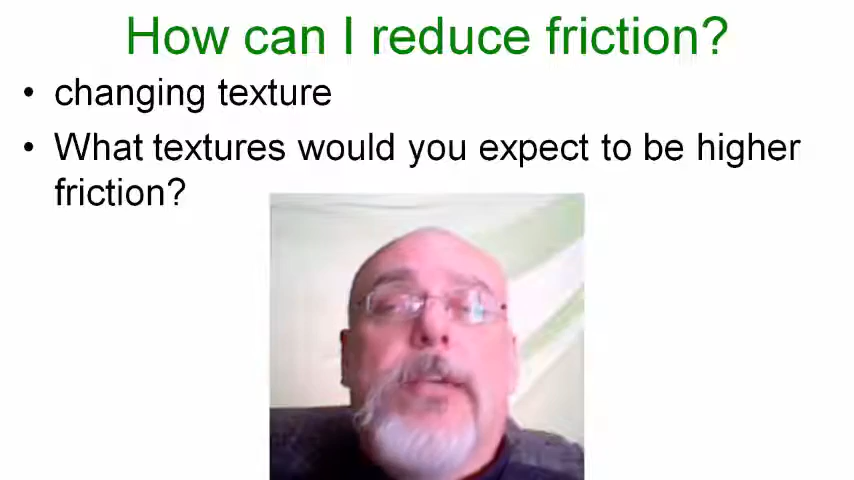 How can I reduce friction?
• changing texture
• What textures would you expect to be higher
friction?